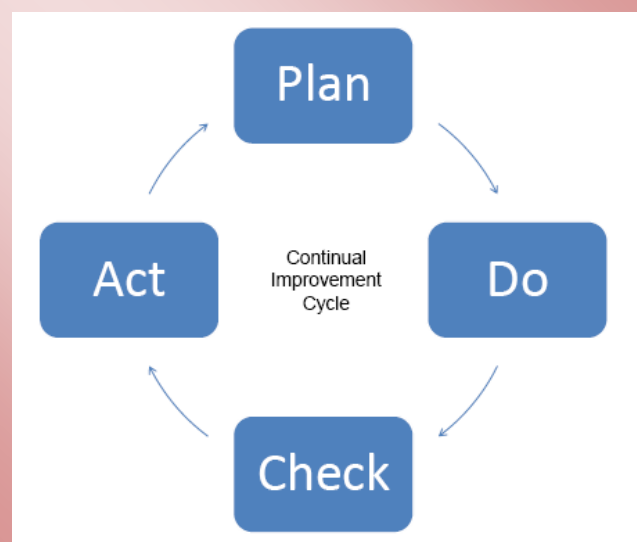 Plan
Act
Continual
Improvement
Cycle
Do
Check